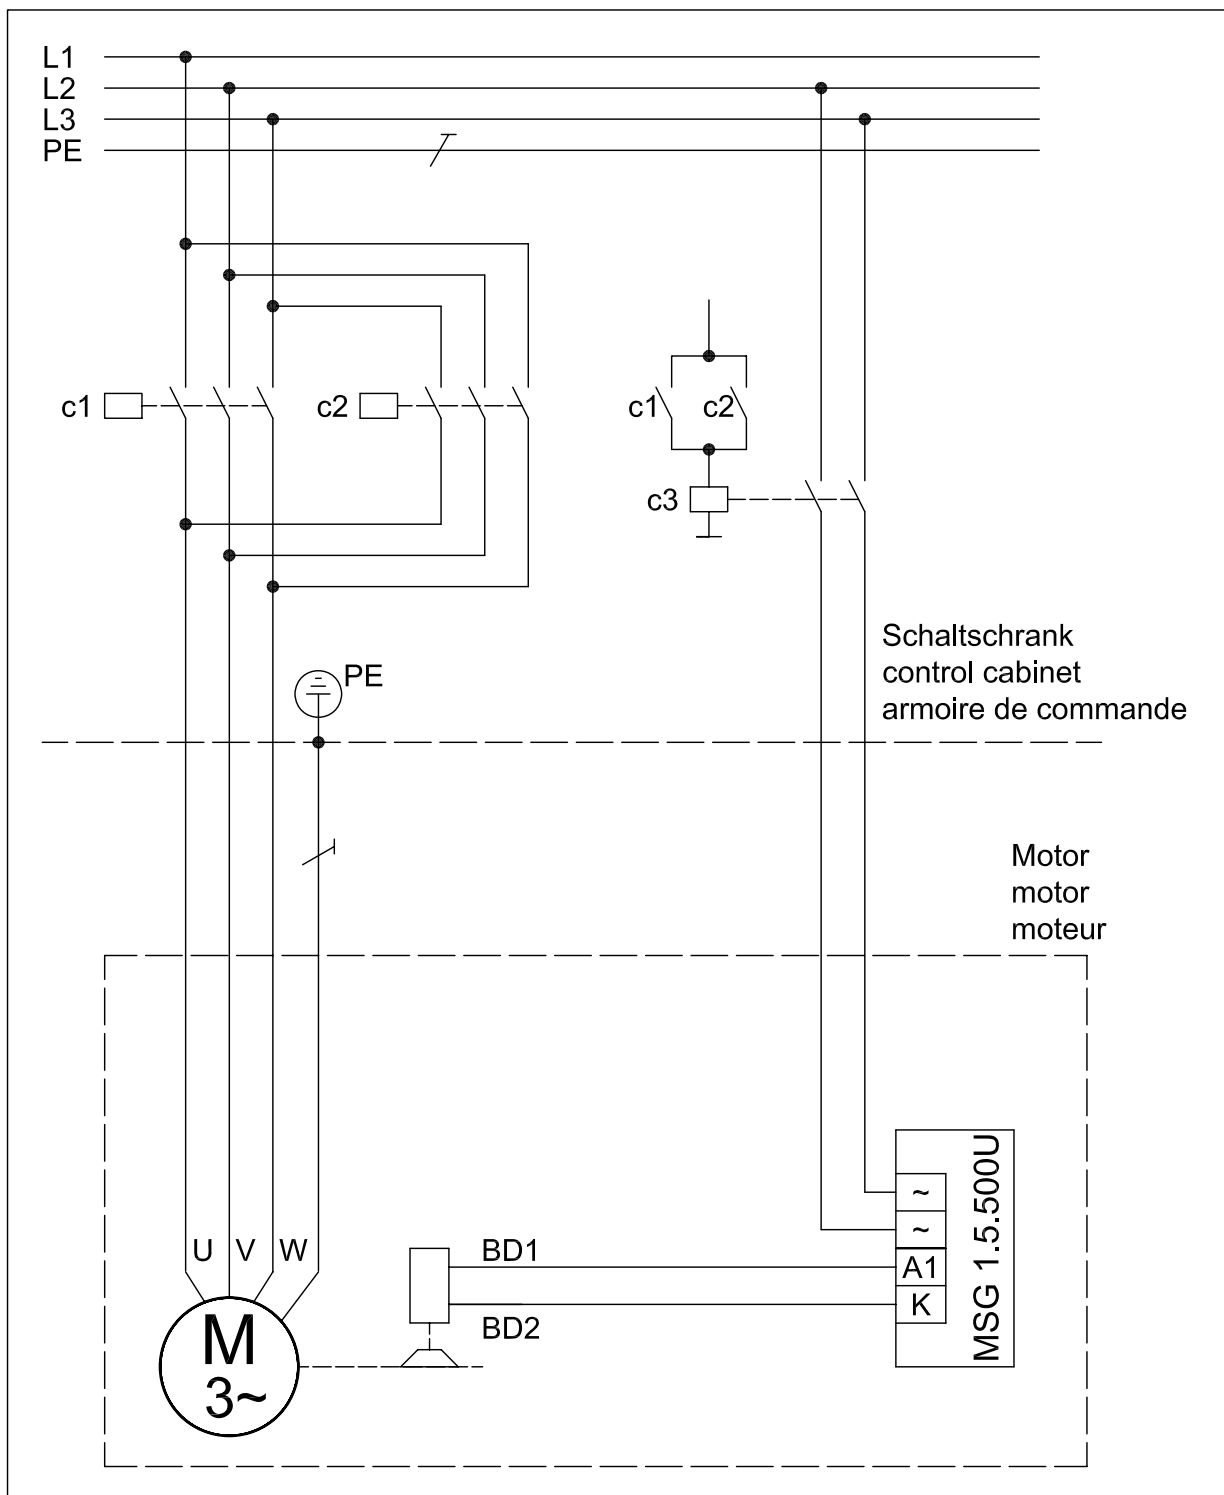 L1
L2
L3
PE
c1
c2
c1
c2
c3
PE
Schaltschrank
control cabinet
armoire de commande
Motor
motor
moteur
U V W
M
3~
BD1
BD2
~
~
A1
K
MSG 1.5.500U